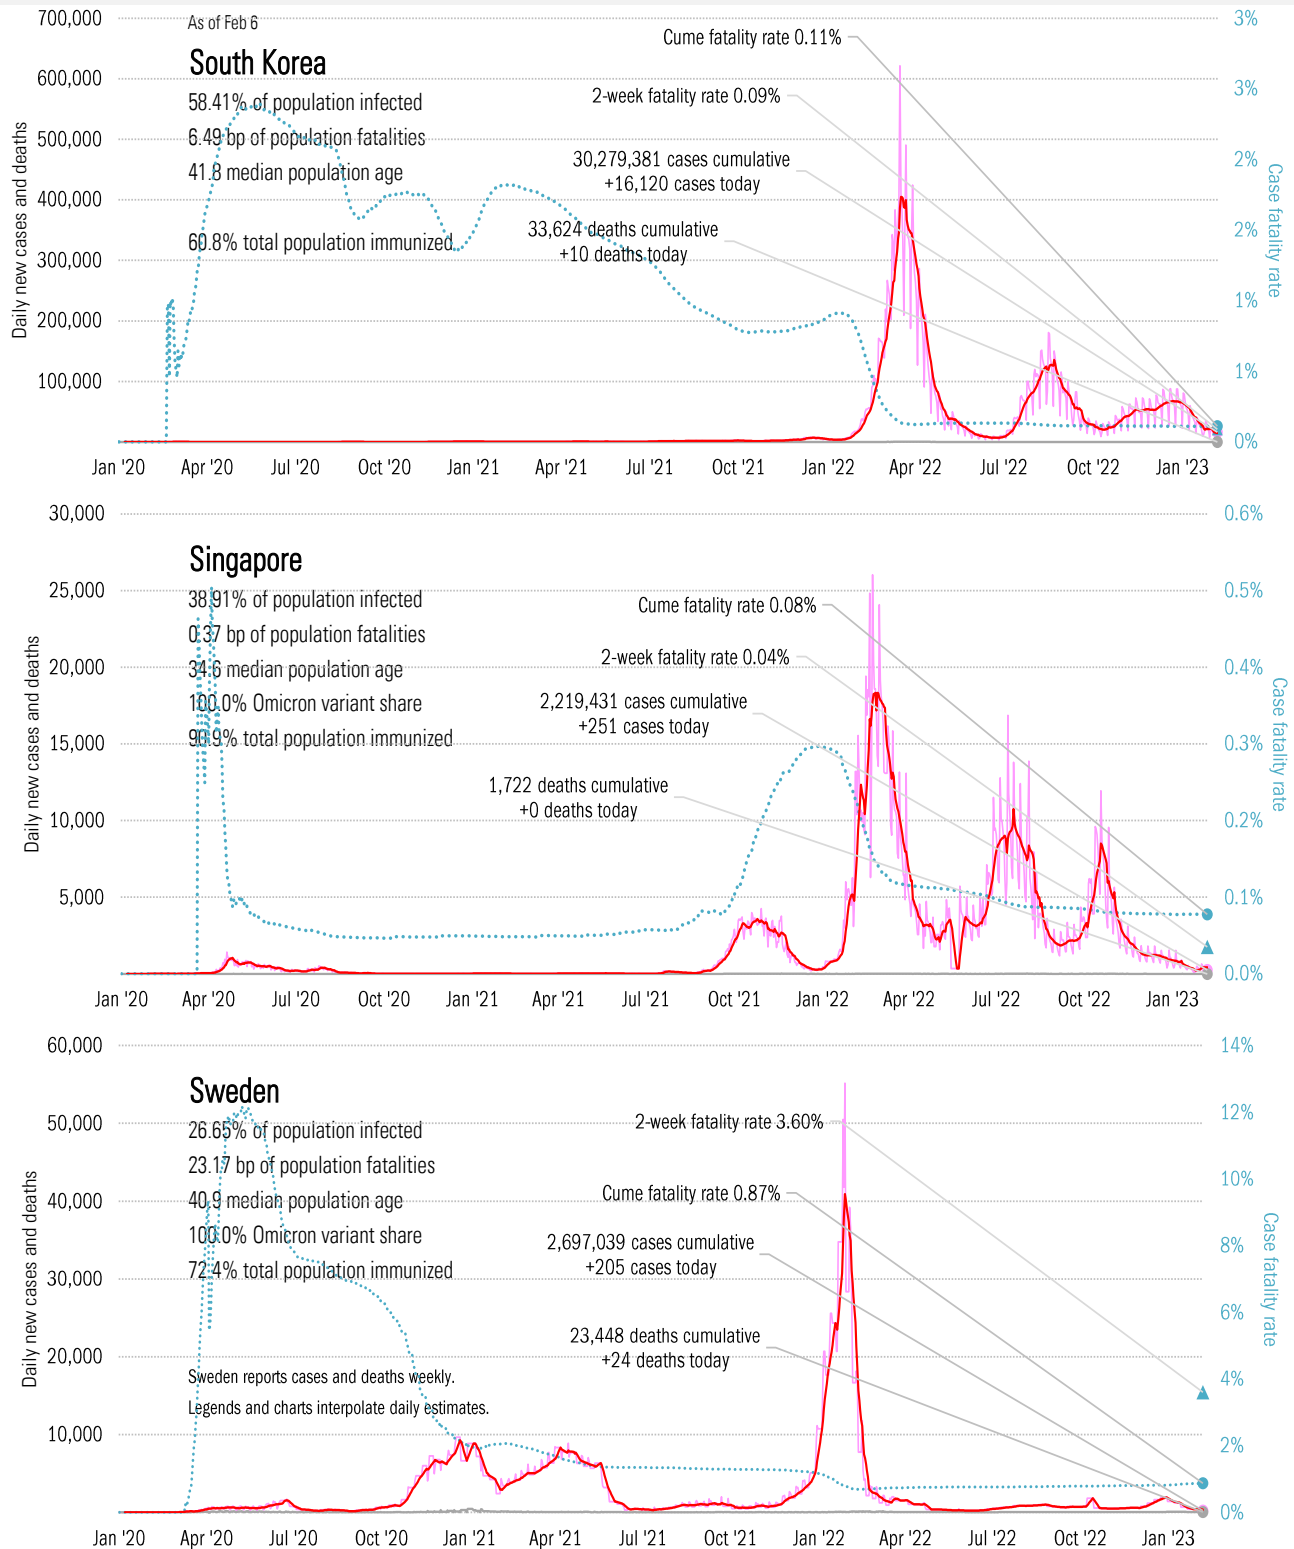 700,000
600,000
500,000
400,000
300,000
200,000
100,000
Daily new cases and deaths
As of Feb 6
South Korea
58.41% of population infected
6.49 bp of population fatalities
41.8 median population age
60.8% total population immunized
Cume fatality rate 0.11%
2-week fatality rate 0.09%
30,279,381 cases cumulative
+16,120 cases today
33,624 deaths cumulative
+10 deaths today
3%
3%
2%
2%
1%
1%
0%
Case fatality rate
Jan '20 Apr '20 Jul '20 Oct '20 Jan '21 Apr '21 Jul '21 Oct '21 Jan '22 Apr '22 Jul '22 Oct '22 Jan '23
30,000
25,000
20,000
15,000
10,000
5,000
Daily new cases and deaths
Singapore
38.91% of population infected
0.37 bp of population fatalities
34.6 median population age
100.0% Omicron variant share
% total population immunized
Cume fatality rate 0.08%
2-week fatality rate 0.04%
2,219,431 cases cumulative
+251 cases today
1,722 deaths cumulative
+0 deaths today
0.6%
0.5%
0.4%
0.3%
0.2%
0.1%
0.0%
Case fatality rate
Jan '20 Apr '20 Jul '20 Oct '20 Jan '21 Apr '21 Jul '21 Oct '21 Jan '22 Apr '22 Jul '22 Oct '22 Jan '23
60,000
50,000
40,000
30,000
20,000
10,000
Daily new cases and deaths
Sweden
26.65% of population infected
23.17 bp of population fatalities
40.9 median population age
100.0% Omicron variant share
72.4% total population immunized
Sweden reports cases and deaths weekly.
Legends and charts interpolate daily estimates.
2-week fatality rate 3.60%
Cume fatality rate 0.87%
2,697,039 cases cumulative
+205 cases today
23,448 deaths cumulative
+24 deaths today
14%
12%
10%
8%
6%
4%
2%
0%
Case fatality rate
Jan '20 Apr '20 Jul '20 Oct '20 Jan '21 Apr '21 Jul '21 Oct '21 Jan '22 Apr '22 Jul '22 Oct '22 Jan '23